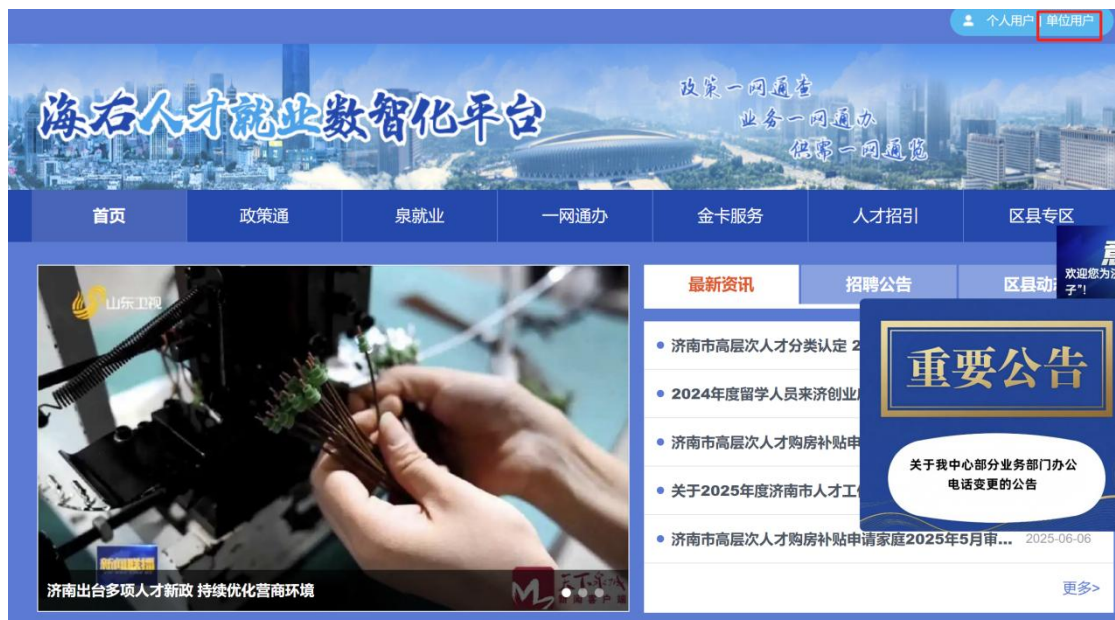 个人用户 | 单位用户
海右人才就业数智化平台
政策一网通查
业务一网通办
供需一网通览
首页 政策通 泉就业 一网通办 金卡服务 人才招引 区县专区
山东卫视
最新资讯 招聘公告 区县动
欢迎您为
子"!
济南市高层次人才分类认定 2
2024年度留学人员来济创业
济南市高层次人才购房补贴申
关于2025年度济南市人才工
济南市高层次人才购房补贴申请家庭2025年5月审... 2025-06-06
更多>
重要公告
关于我中心部分业务部门办公
电话变更的公告
新闻联播
济南出台多项人才新政 持续优化营商环境
天下泉城